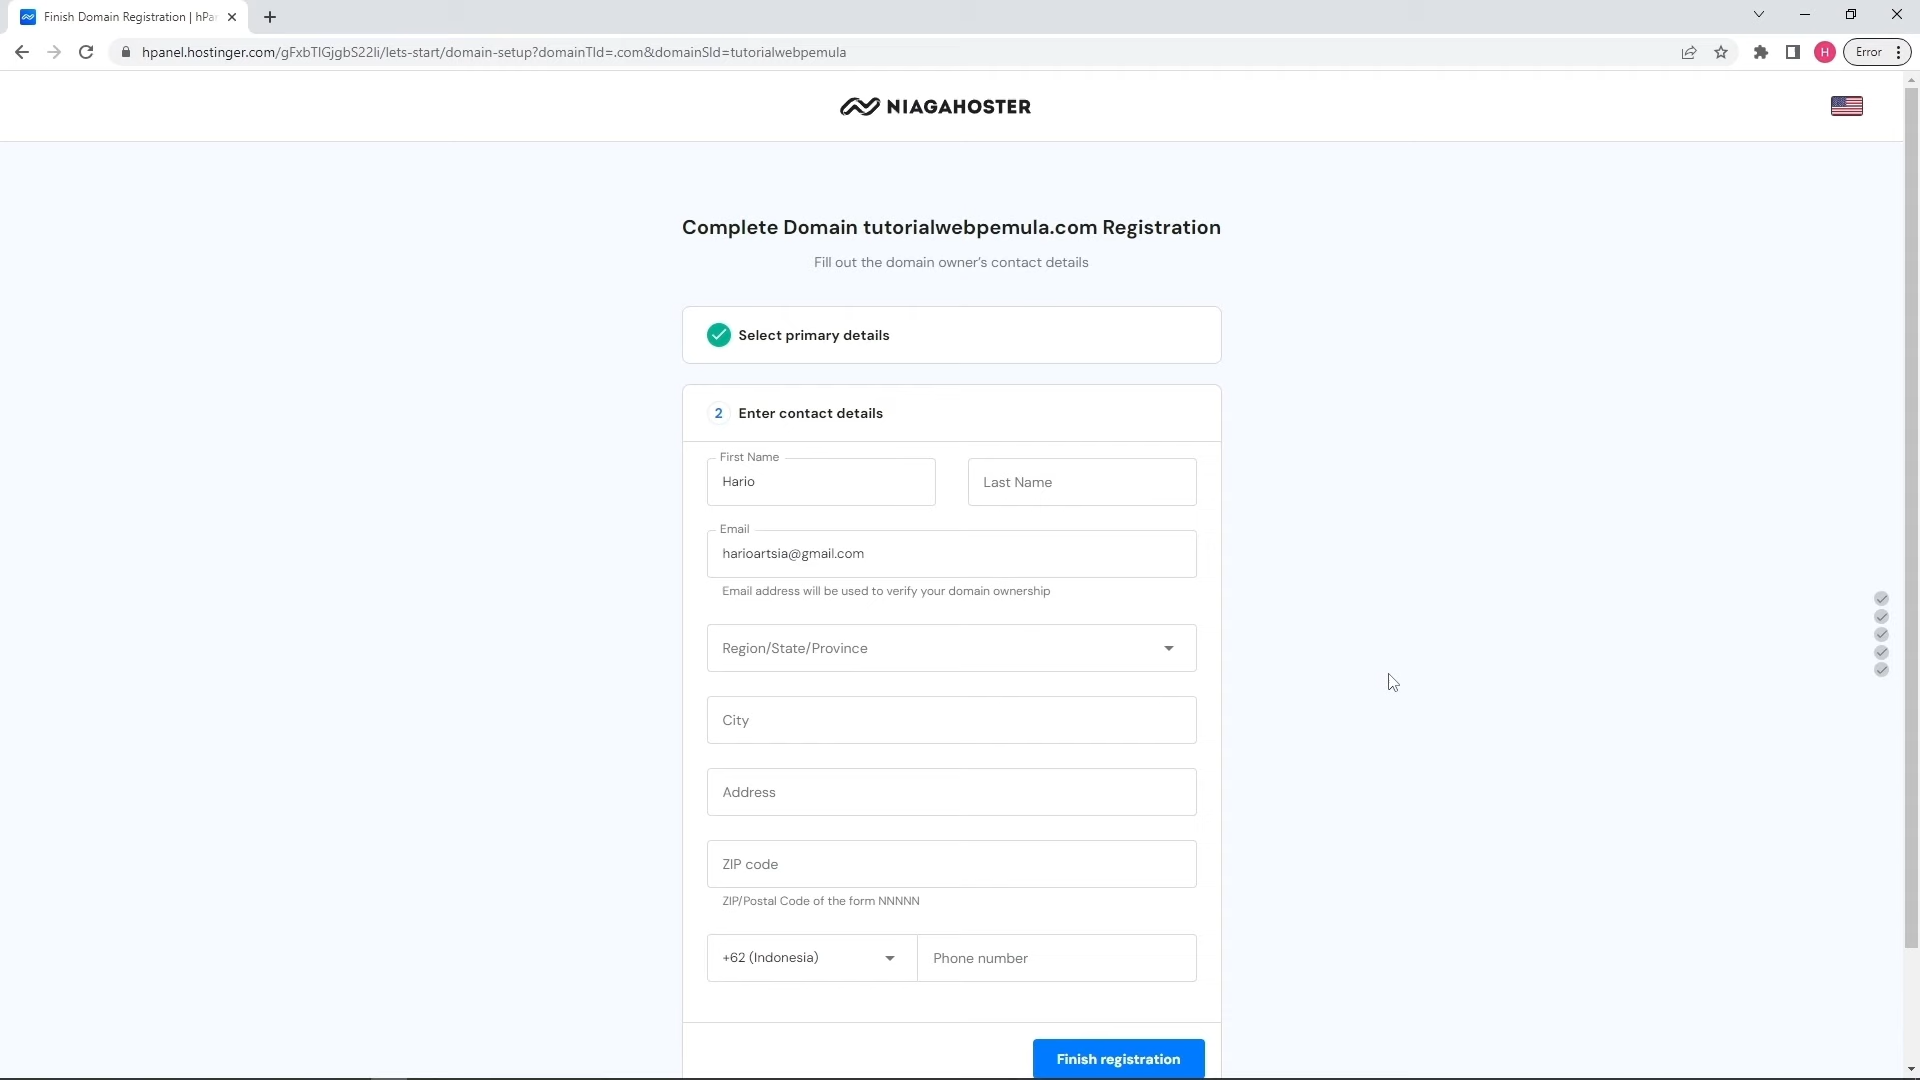 Finish Domain Registration | hPa
hpanel.hostinger.com/gFxbTlGjgbS22li/lets-start/domain-setup?domainTld=.com&domainSld=tutorialwebpemula
H
Error
NIAGAHOSTER
Complete Domain tutorialwebpemula.com Registration
Fill out the domain owner's contact details
Select primary details
2 Enter contact details
First Name
Hario
Last Name
Email
harioartsia@gmail.com
Email address will be used to verify your domain ownership
Region/State/Province
City
Address
ZIP code
ZIP/Postal Code of the form NNNNN
+62 (Indonesia)
Phone number
Finish registration